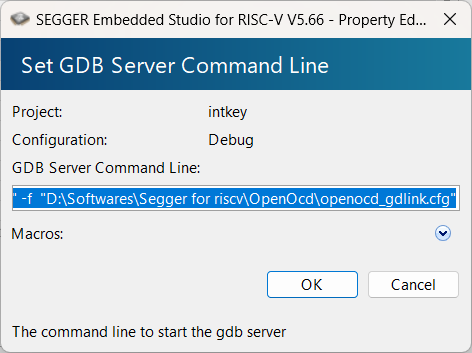 SEGGER Embedded Studio for RISC-V V5.66 - Property Ed...
Set GDB Server Command Line
Project: intkey
Configuration: Debug
GDB Server Command Line:
" -f "D:\Softwares\Segger for riscv\OpenOcd\openocd_gdlink.cfg"
Macros:
OK Cancel
The command line to start the gdb server